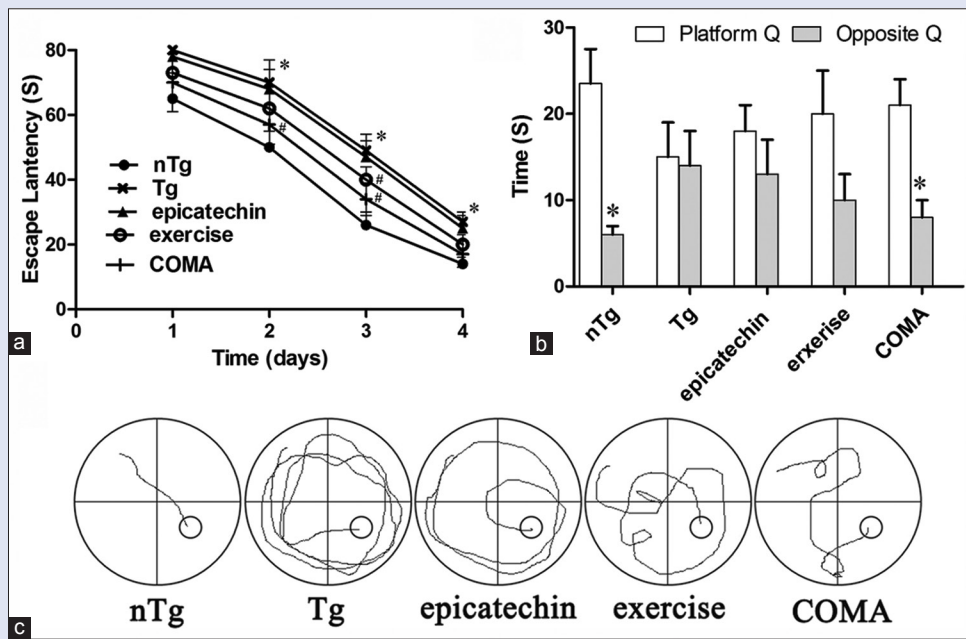 80
60
40
20
0
Escape Lantency (S)
*
*
*
#
#
#
nTg
Tg
epicatechin
exercise
COMA
0 1 2 3 4
Time (days)
a
Platform Q Opposite Q
30
20
10
0
Time (S)
*
*
nTg
Tg
epicatechin
erxerise
COMA
b
nTg Tg epicatechin exercise COMA
c